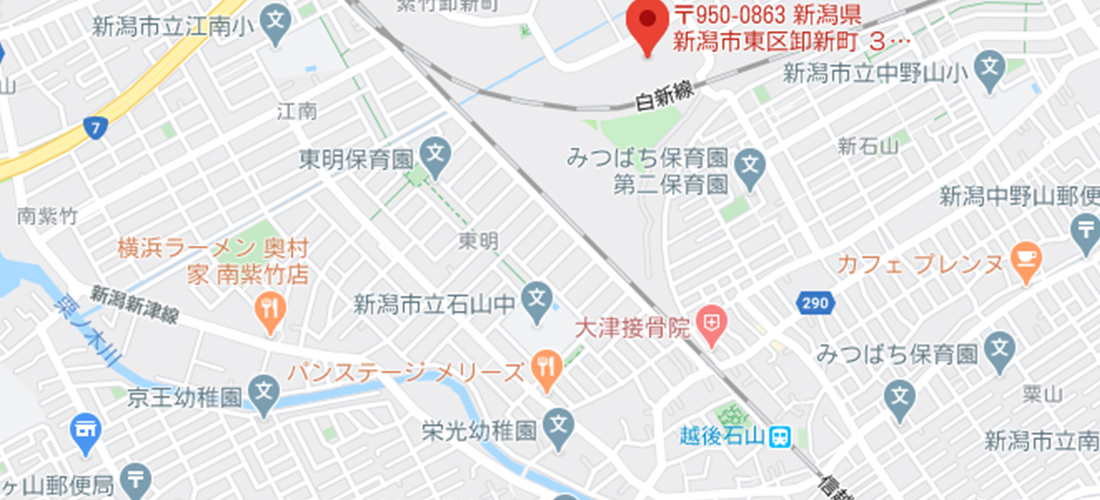 紫竹卸新町
〒950-0863 新潟県
新潟市東区卸新町 3…
新潟市立江南小
白新線
新潟市立中野山小
山
7
江南
東明保育園
みつばち保育園
第二保育園
新石山
新潟中野山郵便
南紫竹
横浜ラーメン 奥村
家 南紫竹店
東明
カフェ ブレンヌ
新潟新津線
栗ノ木川
新潟市立石山中
290
大津接骨院
パンステージ メリーズ
みつばち保育園
京王幼稚園
粟山
栄光幼稚園
越後石山
新潟市立南
ヶ山郵便局
信越